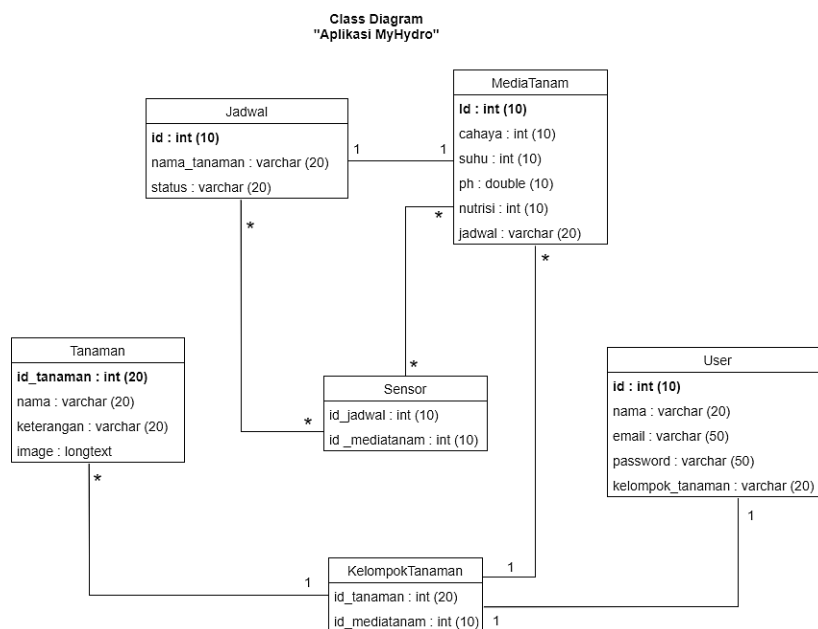 Class Diagram
"Aplikasi MyHydro"
MediaTanam
Id : int (10)
cahaya : int (10)
suhu : int (10)
ph : double (10)
nutrisi : int (10)
jadwal : varchar (20)
Jadwal
id : int (10)
nama_tanaman : varchar (20)
status : varchar (20)
1
1
*
*
*
*
*
Tanaman
id_tanaman : int (20)
nama : varchar (20)
keterangan : varchar (20)
image : longtext
Sensor
id_jadwal : int (10)
id _mediatanam : int (10)
User
id : int (10)
nama : varchar (20)
email : varchar (50)
password : varchar (50)
kelompok_tanaman : varchar (20)
*
1
1
1
1
KelompokTanaman
id_tanaman : int (20)
id_mediatanam : int (10)